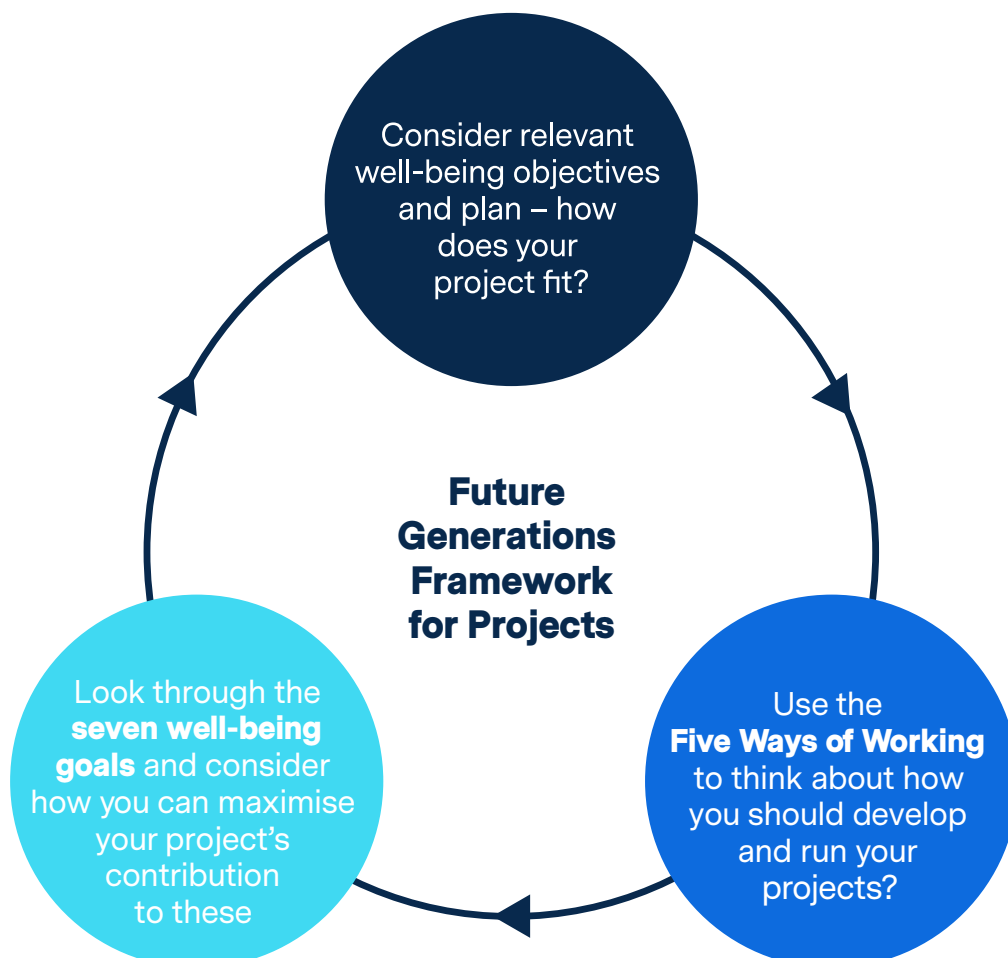 Consider relevant
well-being objectives
and plan – how
does your
project fit?
Future
Generations
Framework
for Projects
Look through the
seven well-being
goals and consider
how you can maximise
your project’s
contribution
to these
Use the
Five Ways of Working
to think about how
you should develop
and run your
projects?